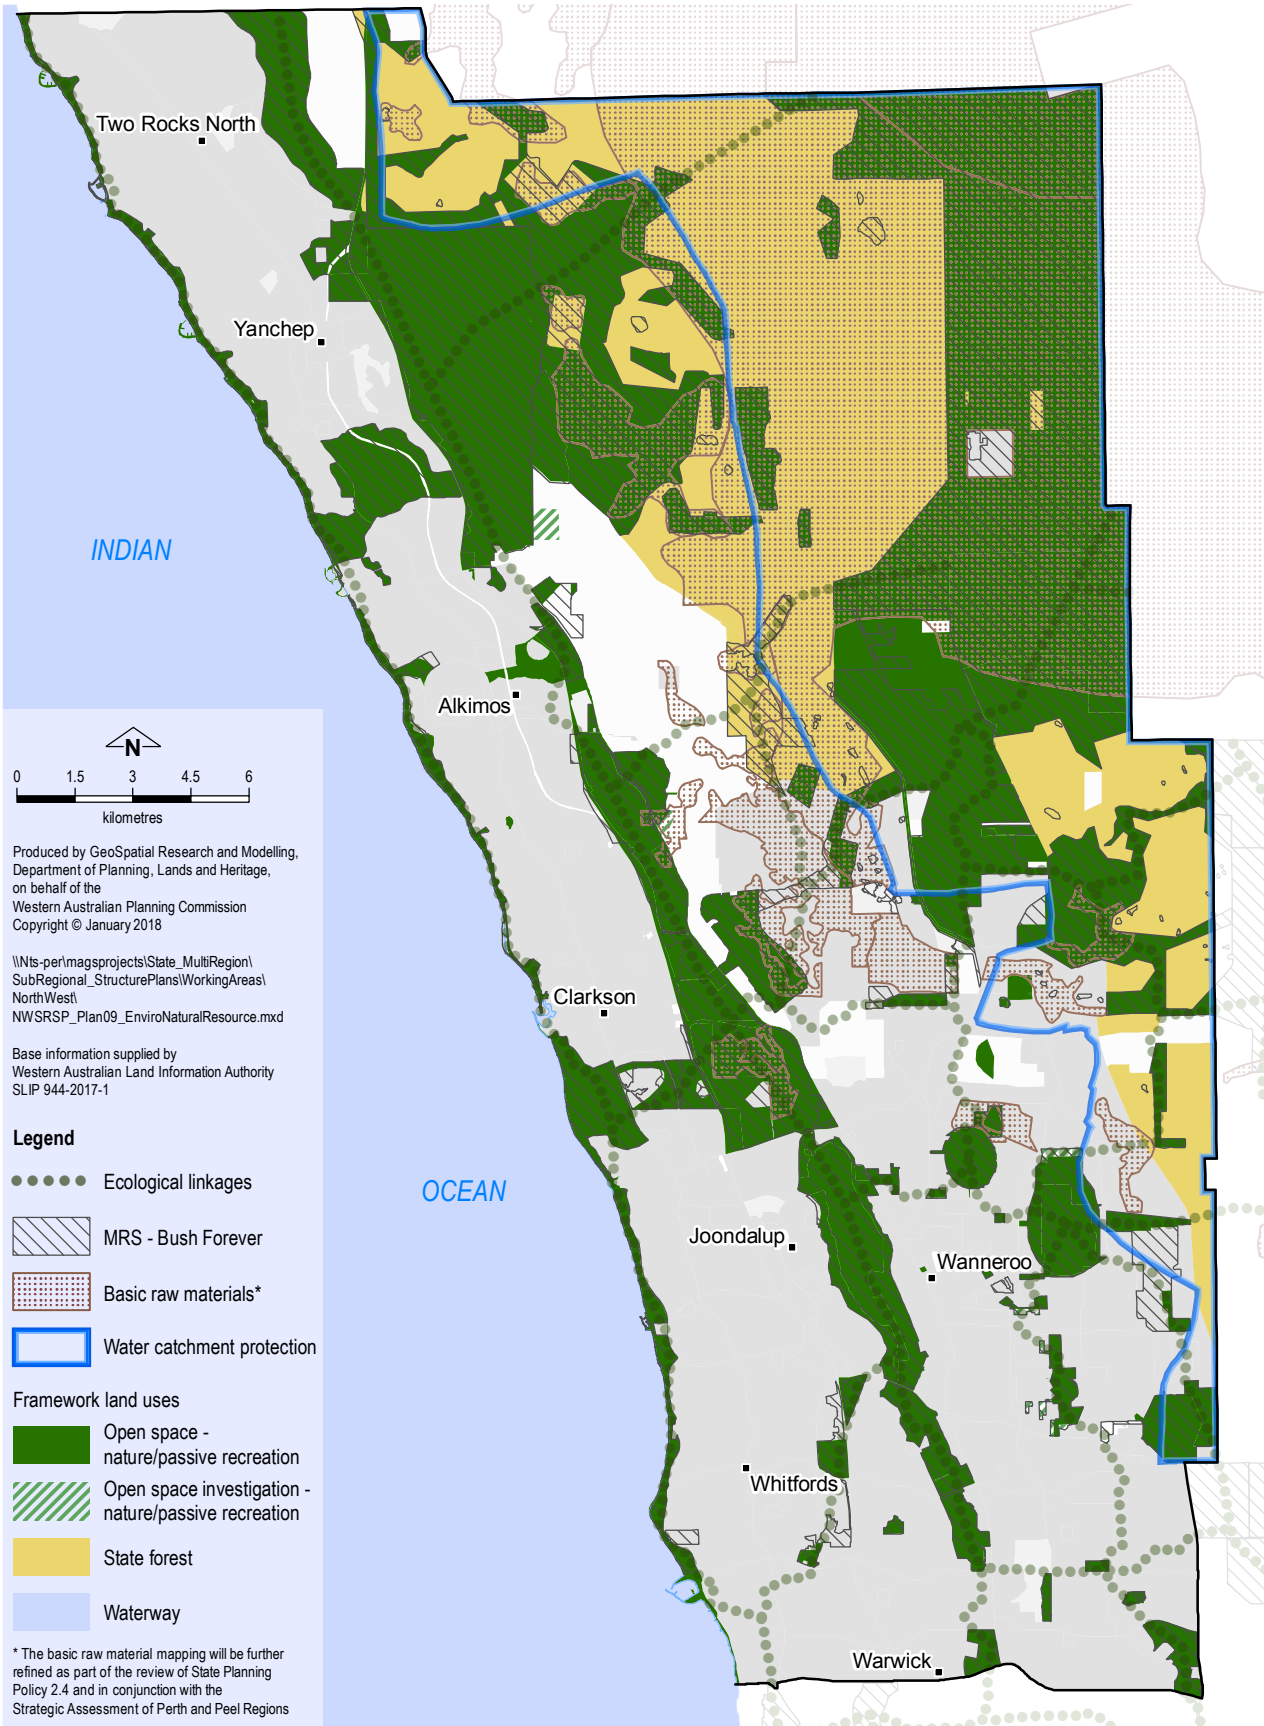 Two Rocks North
Yanchep
INDIAN
Alkimos
N
0 1.5 3 4.5 6
kilometres
Produced by GeoSpatial Research and Modelling,
Department of Planning, Lands and Heritage,
on behalf of the
Western Australian Planning Commission
Copyright © January 2018
\\Nts-per\magsprojects\State_MultiRegion\
SubRegional_StructurePlans\WorkingAreas\
NorthWest\
NWSRSP_Plan09_EnviroNaturalResource.mxd
Base information supplied by
Western Australian Land Information Authority
SLIP 944-2017-1
Clarkson
Legend
Ecological linkages
MRS - Bush Forever
Basic raw materials*
Water catchment protection
Framework land uses
Open space -
nature/passive recreation
Open space investigation -
nature/passive recreation
State forest
Waterway
* The basic raw material mapping will be further
refined as part of the review of State Planning
Policy 2.4 and in conjunction with the
Strategic Assessment of Perth and Peel Regions
OCEAN
Joondalup
Wanneroo
Whitfords
Warwick